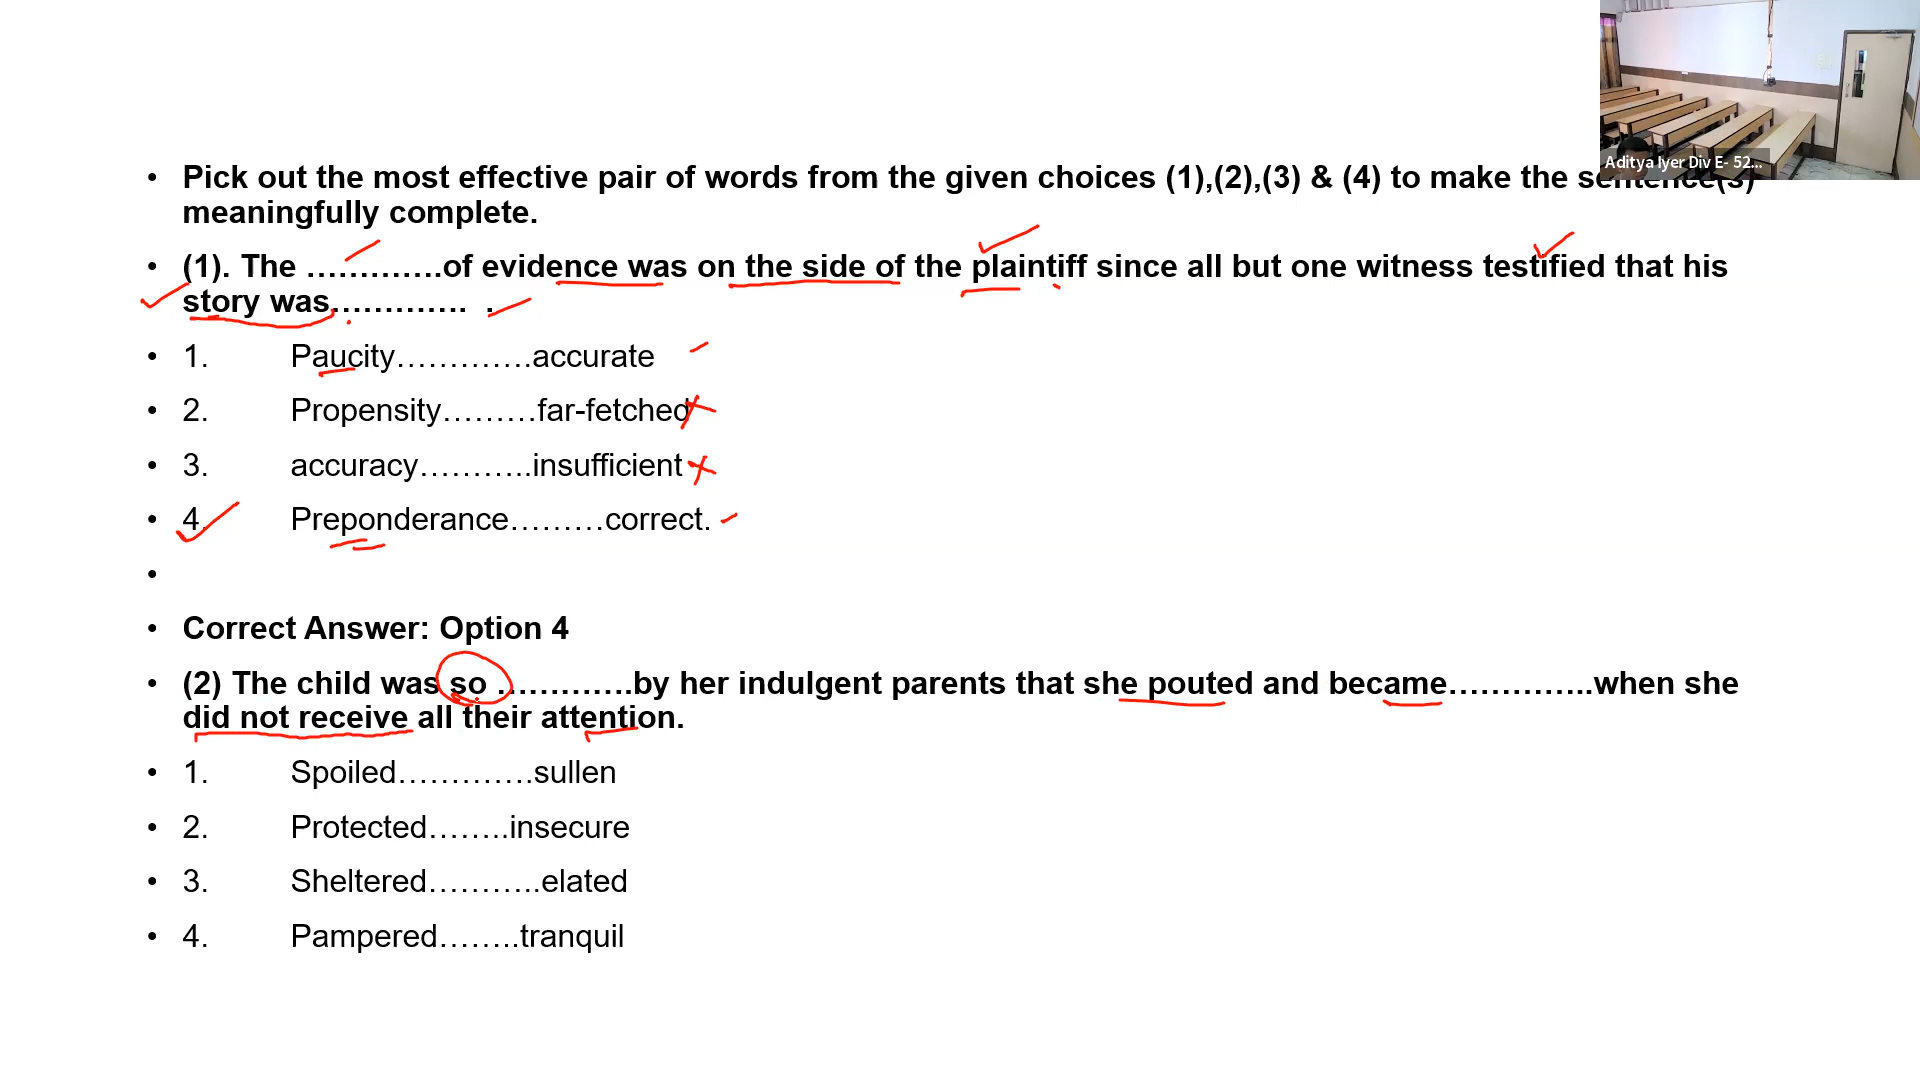 Aditya Iyer Div E- 52...
• Pick out the most effective pair of words from the given choices (1),(2),(3) & (4) to make the sentence(s)
meaningfully complete.
• (1). The ………….of evidence was on the side of the plaintiff since all but one witness testified that his
story was…………. .
• 1. Paucity………….accurate
• 2. Propensity………far-fetched
• 3. accuracy………..insufficient
• 4. Preponderance………correct.
•
• Correct Answer: Option 4
• (2) The child was so ………….by her indulgent parents that she pouted and became…………..when she
did not receive all their attention.
• 1. Spoiled………….sullen
• 2. Protected……..insecure
• 3. Sheltered………..elated
• 4. Pampered……..tranquil